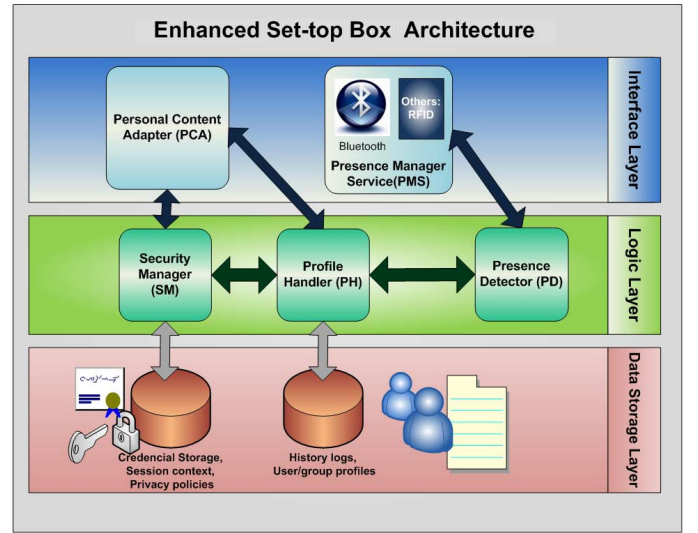 Enhanced Set-top Box Architecture
Personal Content
Adapter (PCA)
Others:
RFID
Bluetooth
Presence Manager
Service(PMS)
Interface Layer
Security
Manager
(SM)
Profile
Handler (PH)
Presence
Detector (PD)
Logic Layer
Credencial Storage,
Session context,
Privacy policies
History logs,
User/group profiles
Data Storage Layer